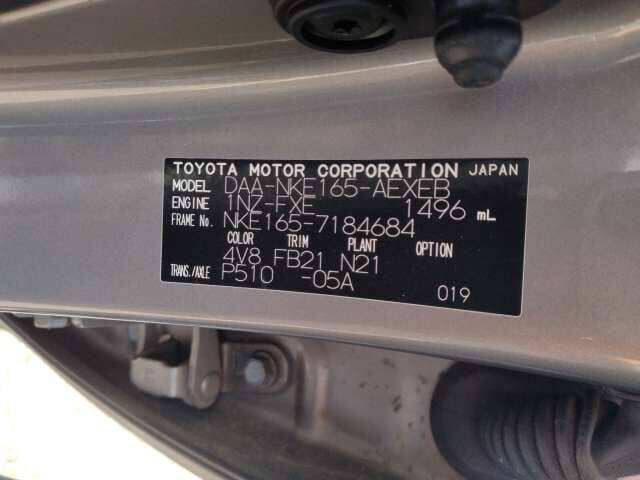 TOYOTA MOTOR CORPORATION JAPAN
MODEL DAA-NKE165-AEXEB
ENGINE 1NZ-FXE 1496 mL
FRAME No. NKE165-7184684
COLOR TRIM PLANT OPTION
4V8 FB21 N21
TRANS./AXLE P510 -05A
019